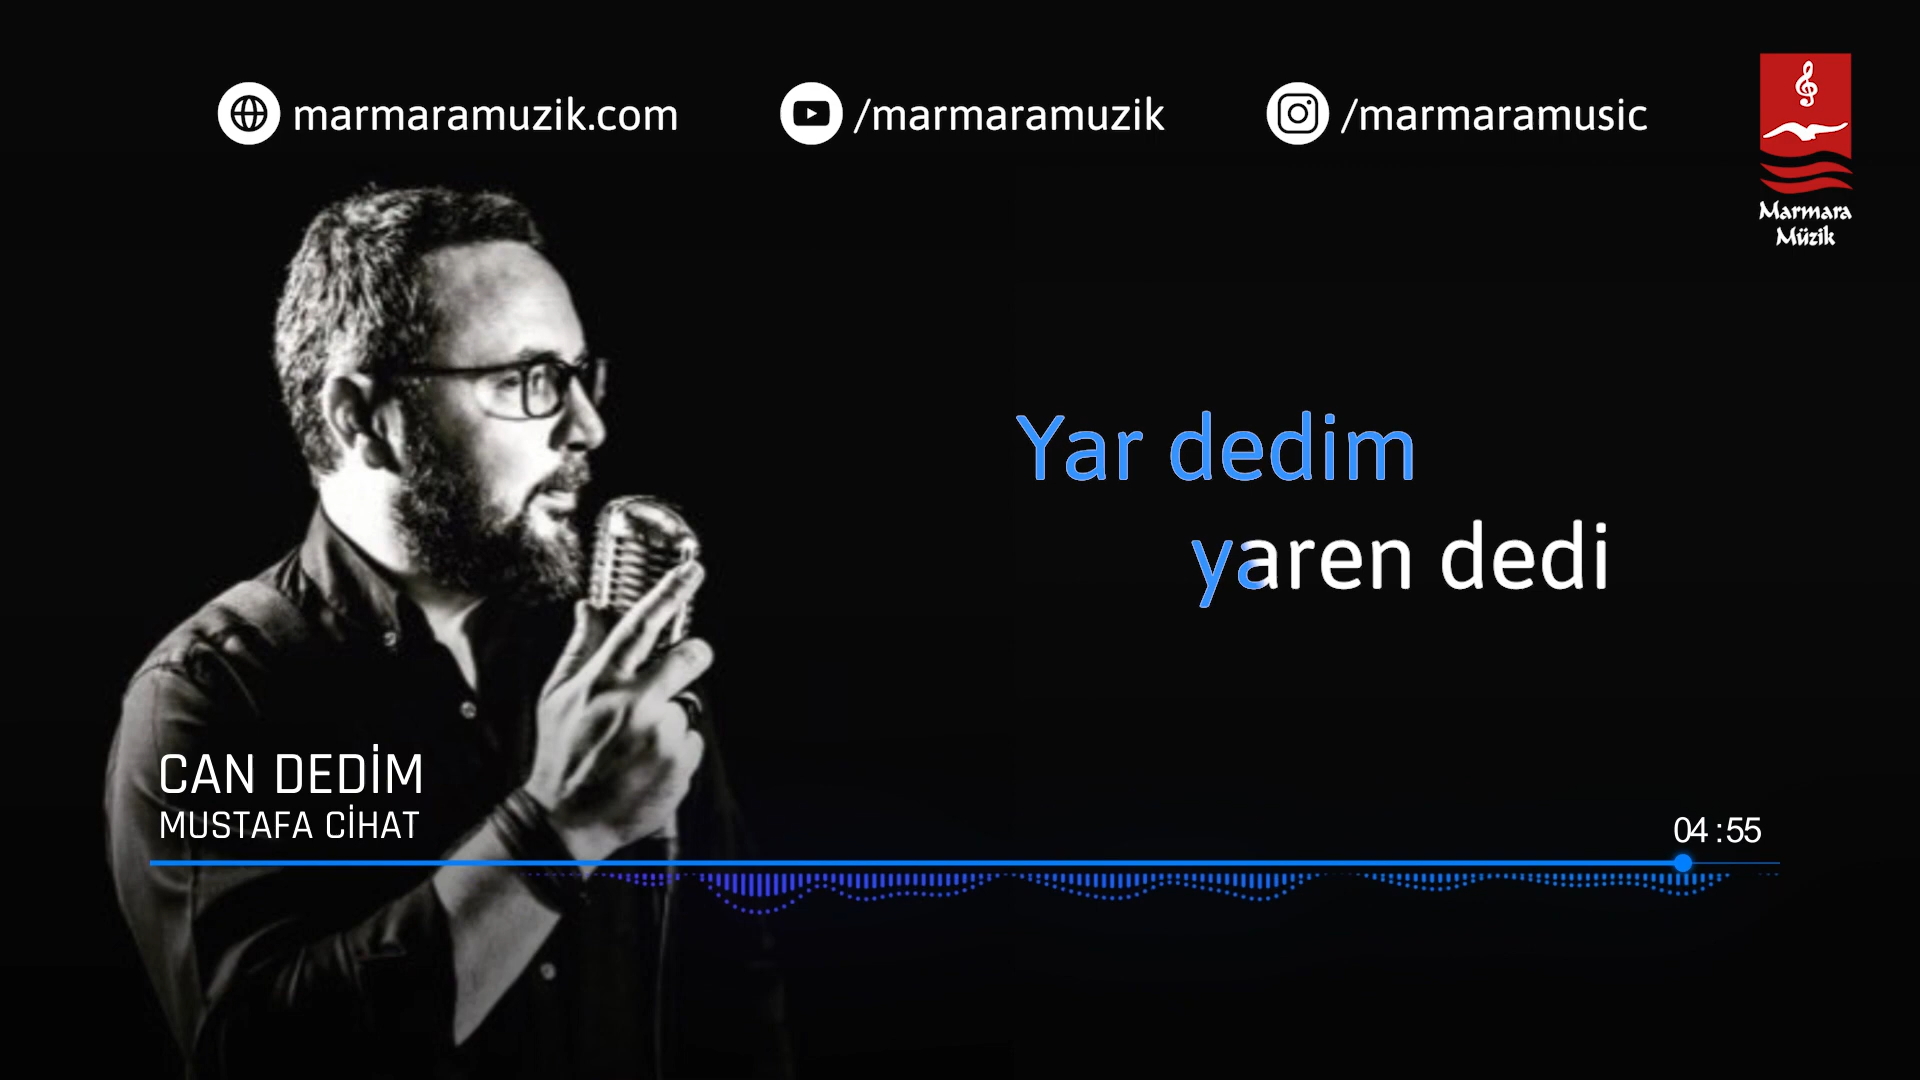 marmaramuzik.com
/marmaramuzik
/marmaramusic
Marmara
Müzik
Yar dedim
yaren dedi
CAN DEDİM
MUSTAFA CİHAT
04:55